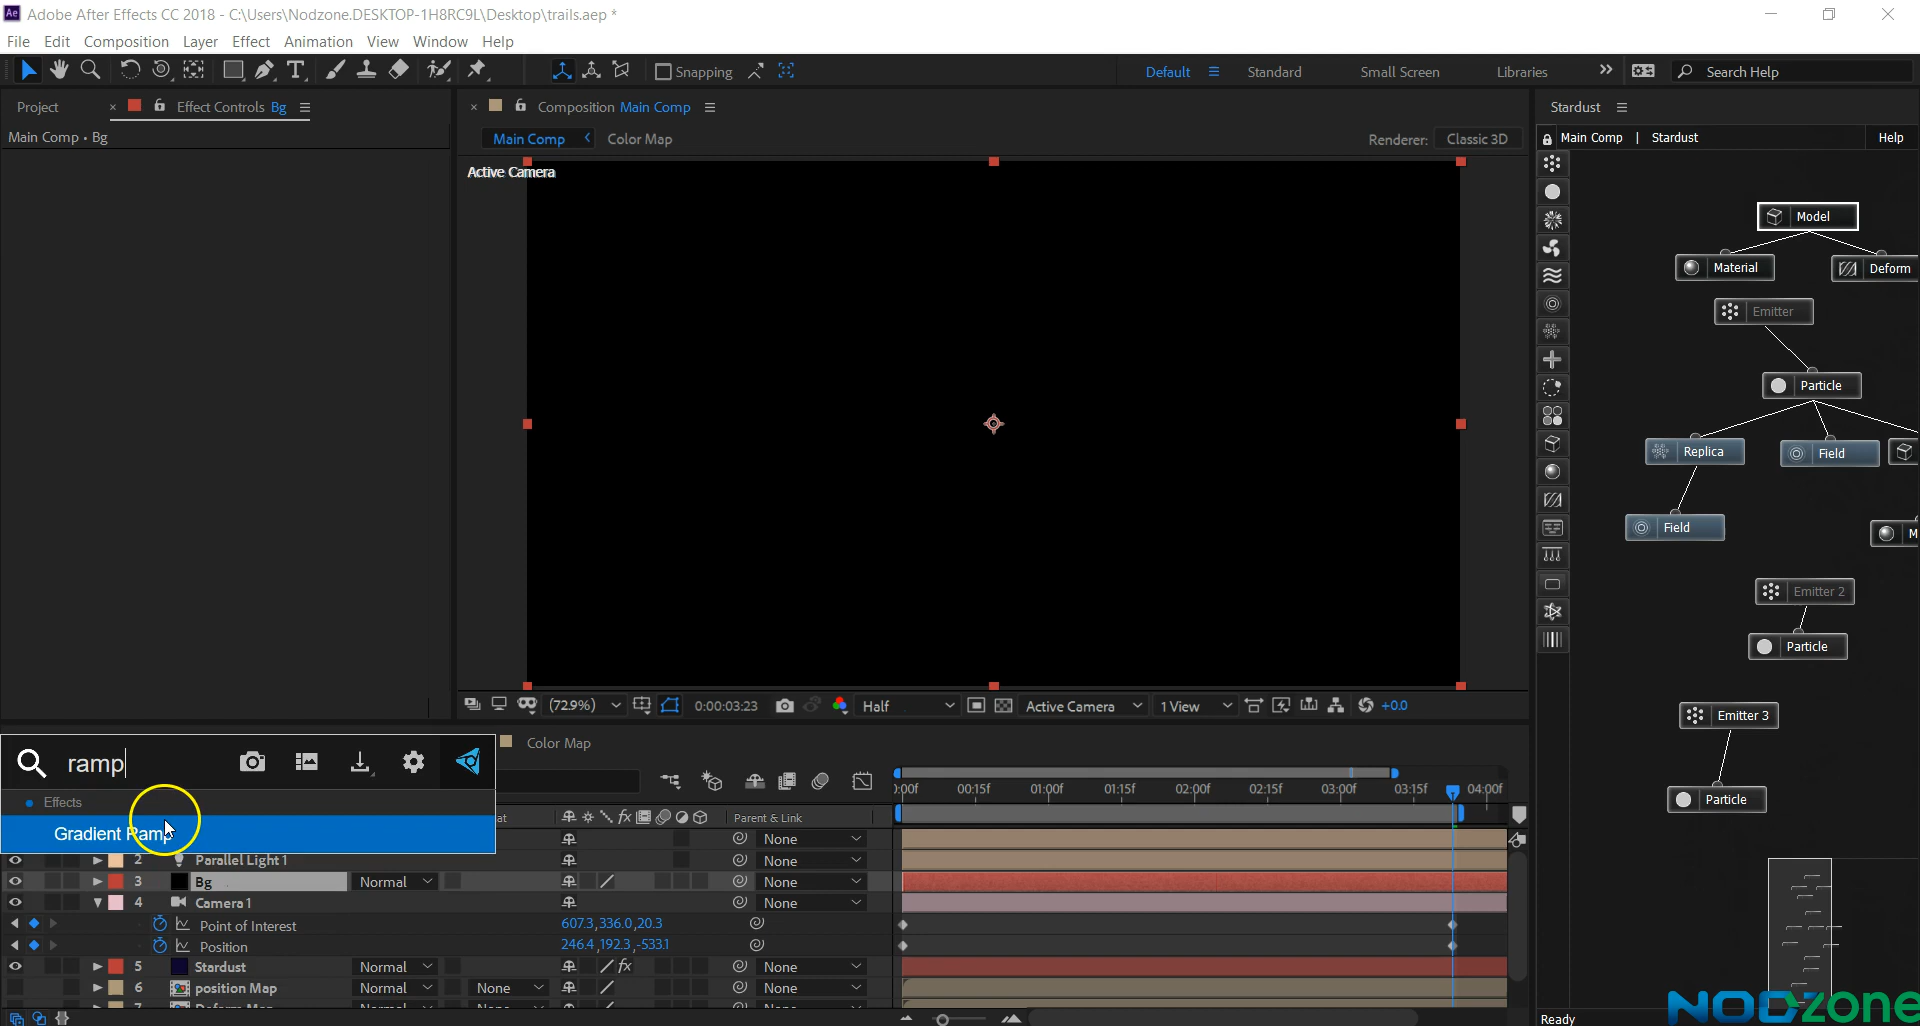 Adobe After Effects CC 2018 - C:\Users\Nodzone.DESKTOP-1H8RC9L\Desktop\trails.aep *
File Edit Composition Layer Effect Animation View Window Help
Snapping Default Standard Small Screen Libraries Search Help
Project Effect Controls Bg
Main Comp • Bg
Composition Main Comp
Main Comp Color Map
Renderer: Classic 3D
Active Camera
Stardust
Main Comp | Stardust Help
Model
Material Deform
Emitter
Particle
Replica Field
Field
M
Emitter 2
Particle
Emitter 3
Particle
(72.9%) 0:00:03:23 Half Active Camera 1 View +0.0
Color Map
ramp
Effects
Gradient Ramp
at Parent & Link
:00f 00:15f 01:00f 01:15f 02:00f 02:15f 03:00f 03:15f 04:00f
None
2 Parallel Light 1 None
3 Bg Normal None
4 Camera 1 None
Point of Interest 607.3,336.0,20.3
Position 246.4,192.3,-533.1
5 Stardust Normal fx None
6 position Map Normal None None
Ready
NODzone